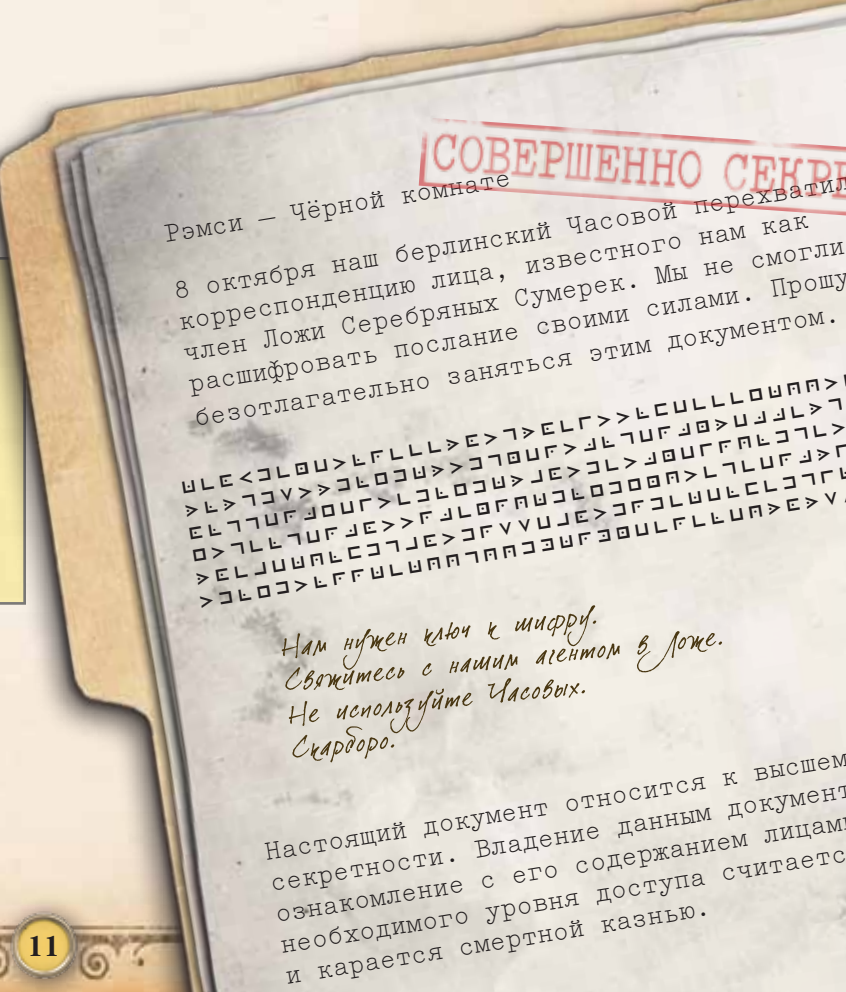 СОВЕРШЕННО СЕКРЕ
Рэмси — Чёрной комнате
8 октября наш берлинский Часовой перехватил
корреспонденцию лица, известного нам как
член Ложи Серебряных Сумерек. Мы не смогли
расшифровать послание своими силами. Прошу
безотлагательно заняться этим документом.
Нам нужен ключ к шифру.
Свяжитесь с нашим агентом в Ложе.
Не используйте Часовых.
Скарборо.
Настоящий документ относится к высшем
секретности. Владение данным документ
ознакомление с его содержанием лицами
необходимого уровня доступа считаетс
и карается смертной казнью.
11